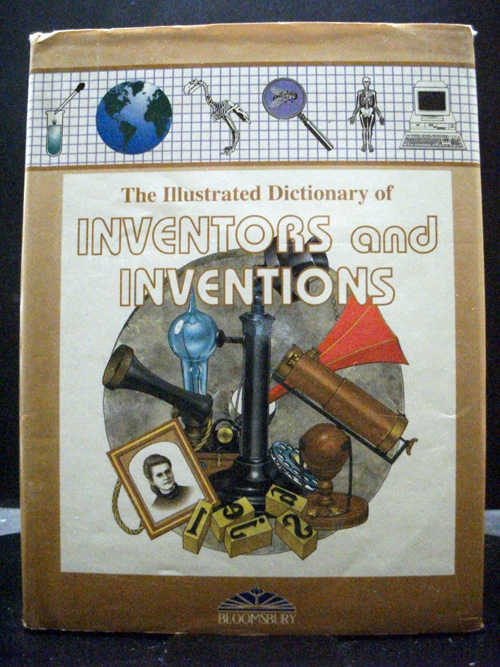 The Illustrated Dictionary of
INVENTORS and
INVENTIONS
I e j a S
BLOOMSBURY